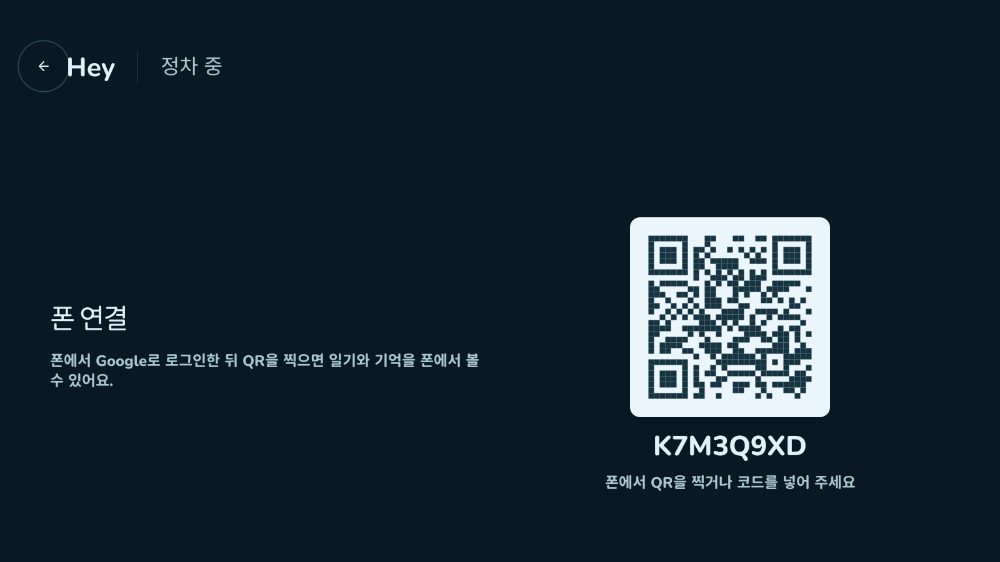 Hey
정차 중
폰 연결
폰에서 Google로 로그인한 뒤 QR을 찍으면 일기와 기억을 폰에서 볼
수 있어요.
K7M3Q9XD
폰에서 QR을 찍거나 코드를 넣어 주세요